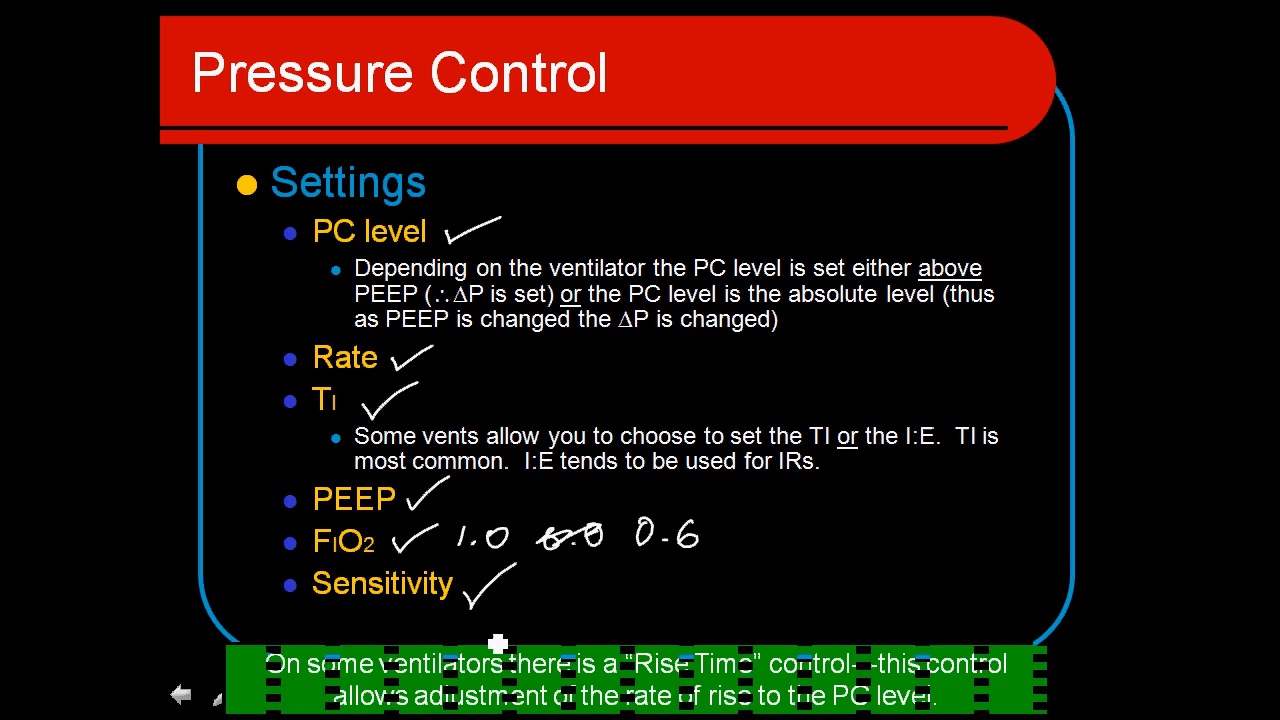 Pressure Control
Settings
PC level
Depending on the ventilator the PC level is set either above
PEEP (∴ ΔP is set) or the PC level is the absolute level (thus
as PEEP is changed the ΔP is changed)
Rate
TI
Some vents allow you to choose to set the TI or the I:E. TI is
most common. I:E tends to be used for IRs.
PEEP
FIO2 1.0 0.6
Sensitivity
On some ventilators there is a “Rise Time” control--this control
allows adjustment of the rate of rise to the PC level.